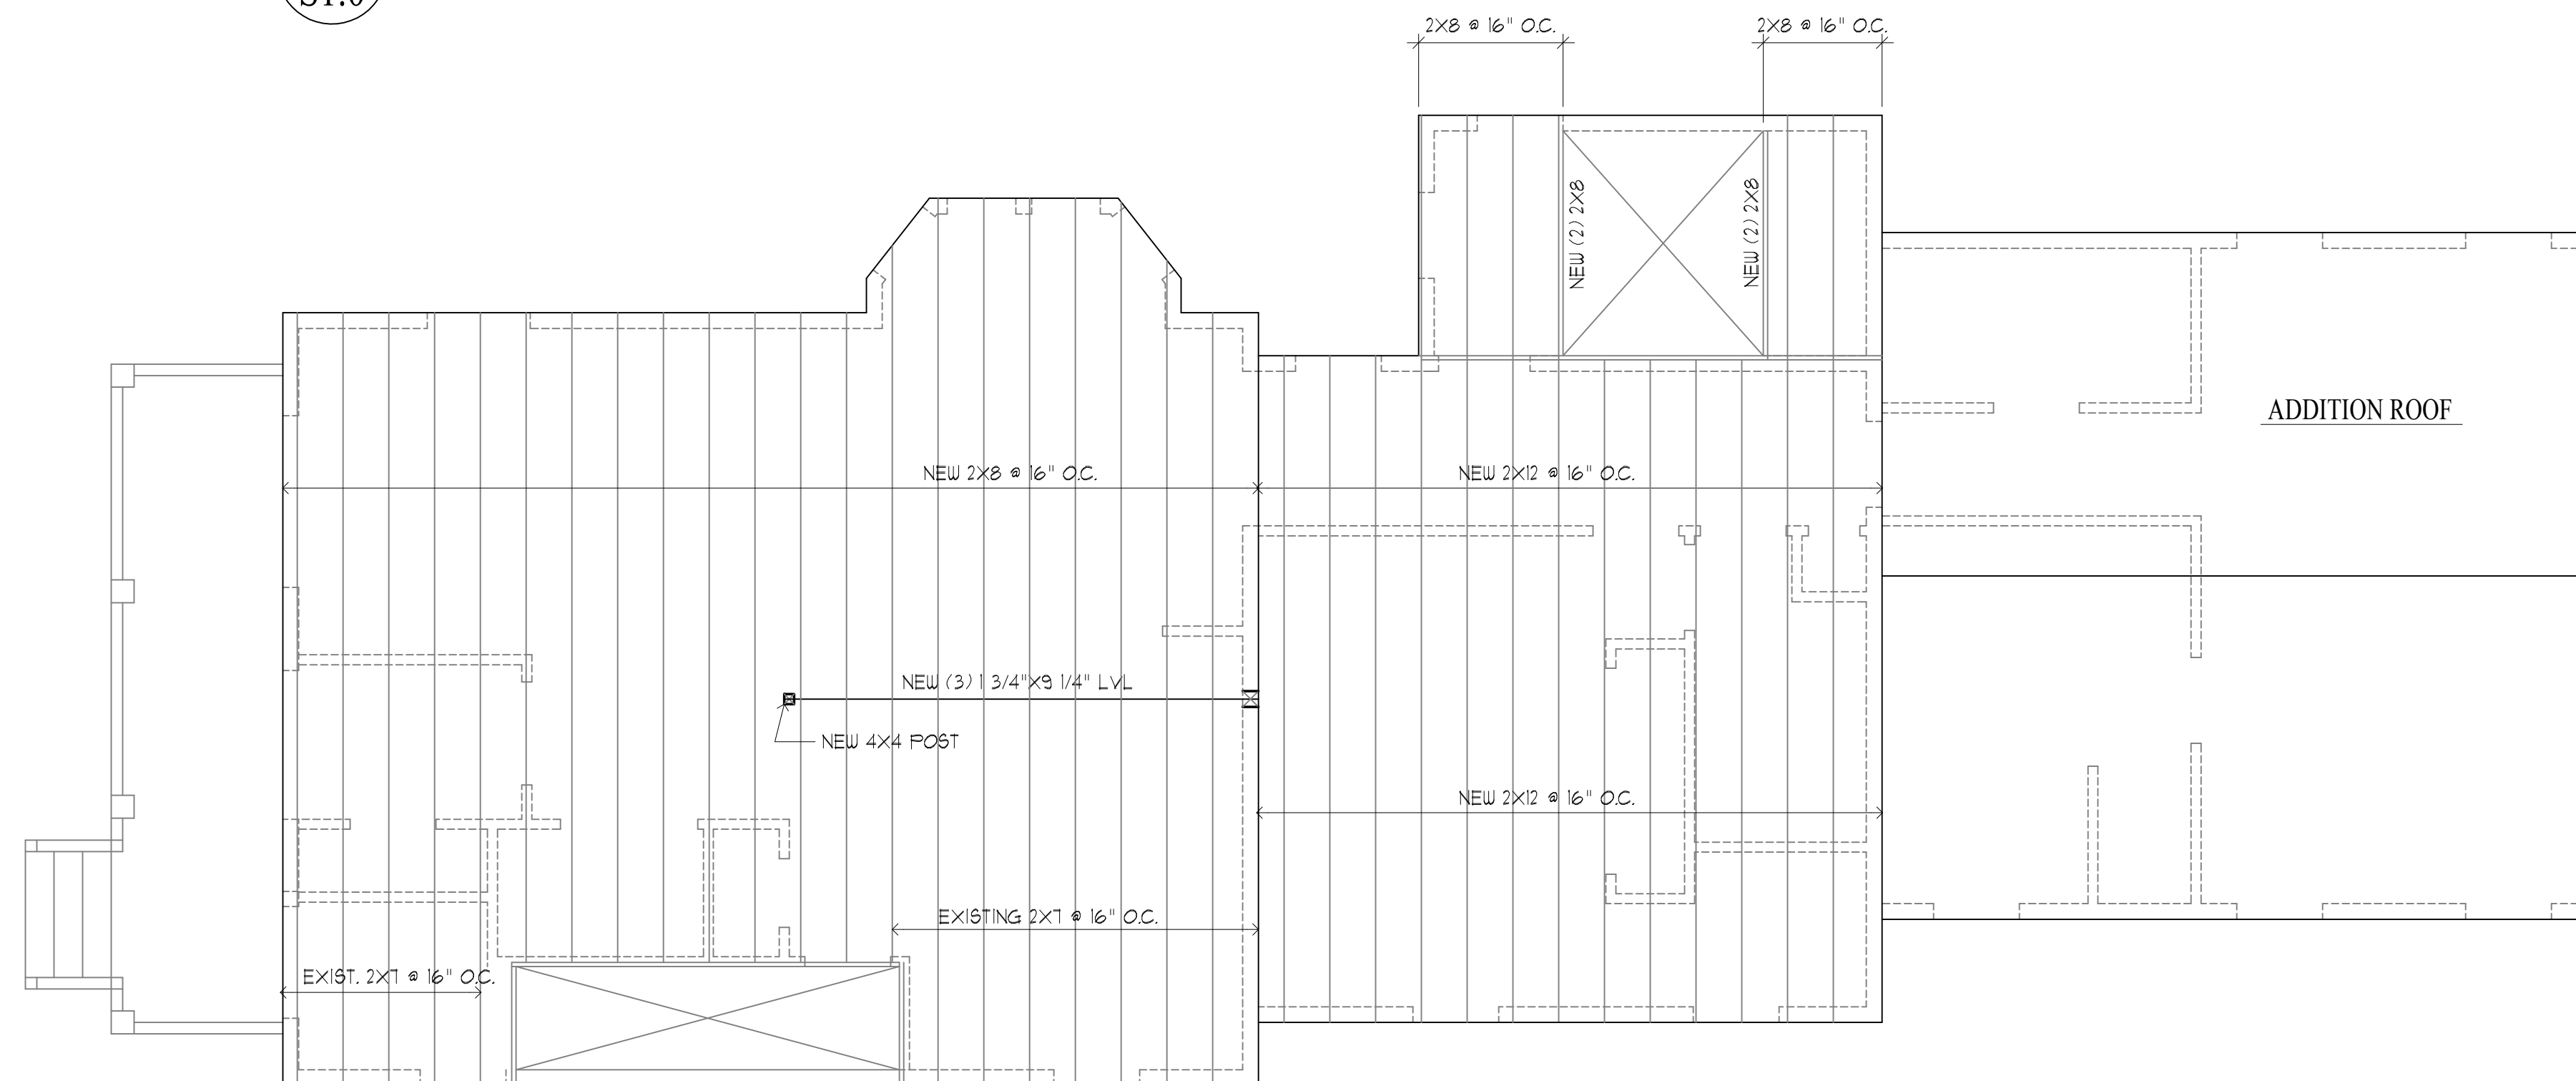 S1.0
2X8 @ 16" O.C.
2X8 @ 16" O.C.
NEW (2) 2X8
NEW (2) 2X8
ADDITION ROOF
NEW 2X8 @ 16" O.C.
NEW 2X12 @ 16" O.C.
NEW (3) 1 3/4"X9 1/4" LVL
NEW 4X4 POST
NEW 2X12 @ 16" O.C.
EXISTING 2X7 @ 16" O.C.
EXIST. 2X7 @ 16" O.C.